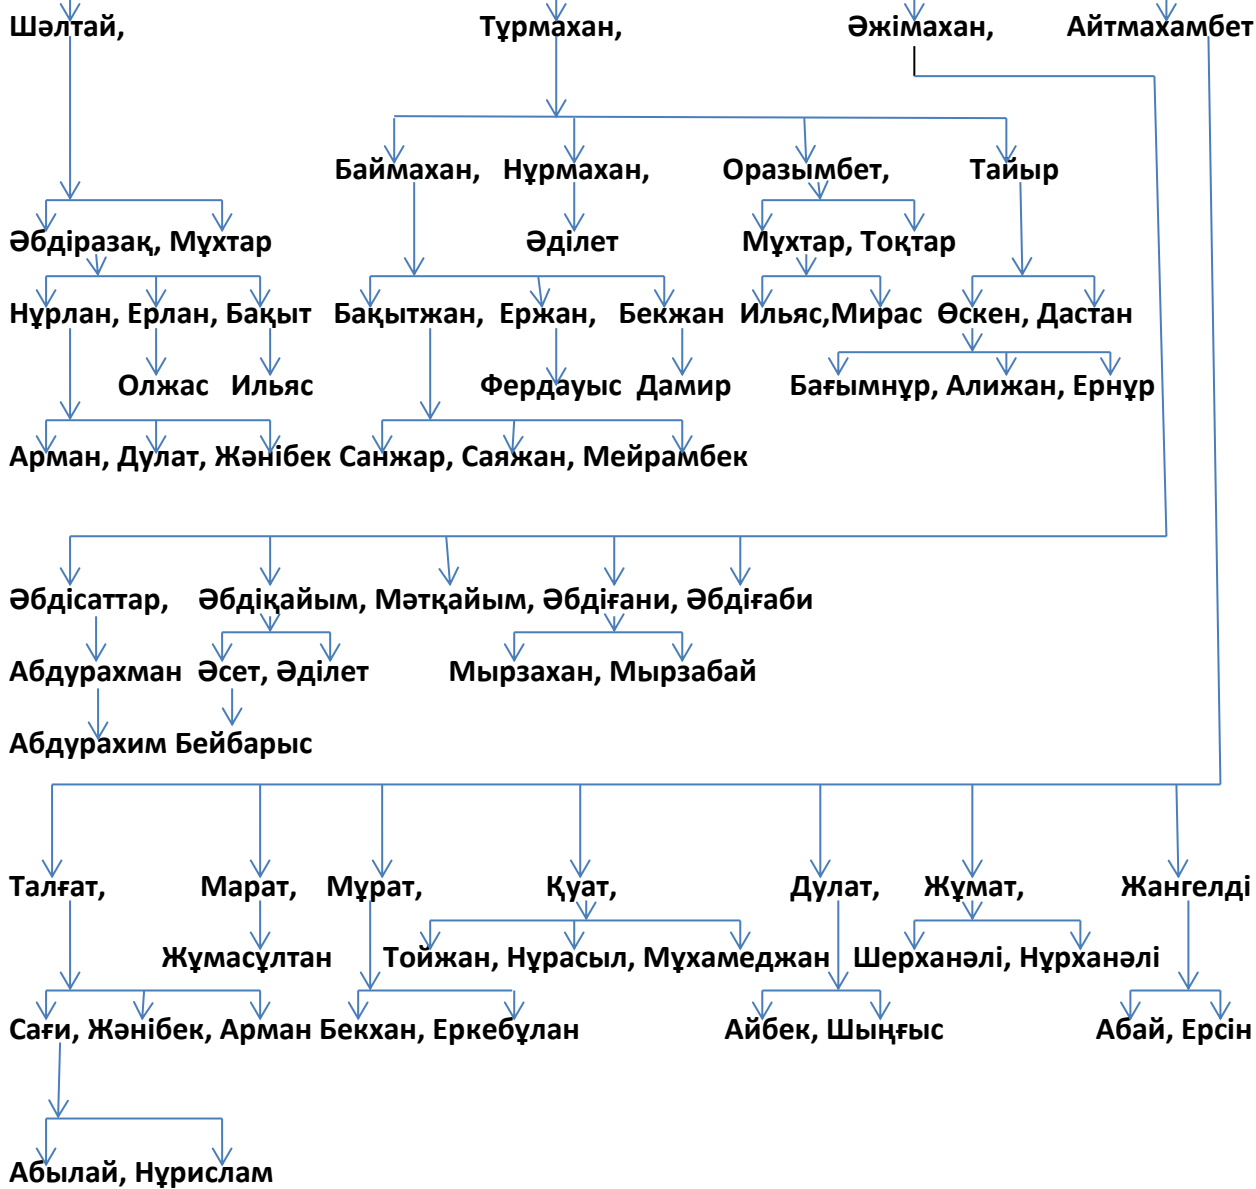 Шәлтай, Тұрмахан, Әжімахан, Айтмахамбет
Баймахан, Нұрмахан, Оразымбет, Тайыр
Әбдіразақ, Мұхтар Әділет Мұхтар, Тоқтар
Нұрлан, Ерлан, Бақыт Бақытжан, Ержан, Бекжан Ильяс,Мирас Өскен, Дастан
Олжас Ильяс Фердауыс Дамир Бағымнұр, Алижан, Ернұр
Арман, Дулат, Жәнібек Санжар, Саяжан, Мейрамбек
Әбдісаттар, Әбдіқайым, Мәтқайым, Әбдіғани, Әбдіғаби
Абдурахман Әсет, Әділет Мырзахан, Мырзабай
Абдурахим Бейбарыс
Талғат, Марат, Мұрат, Қуат, Дулат, Жұмат, Жангелді
Жұмасұлтан Тойжан, Нұрасыл, Мұхамеджан Шерханәлі, Нұрханәлі
Саги, Жәнібек, Арман Бекхан, Еркебұлан Айбек, Шыңғыс Абай, Ерсін
Абылай, Нұрислам